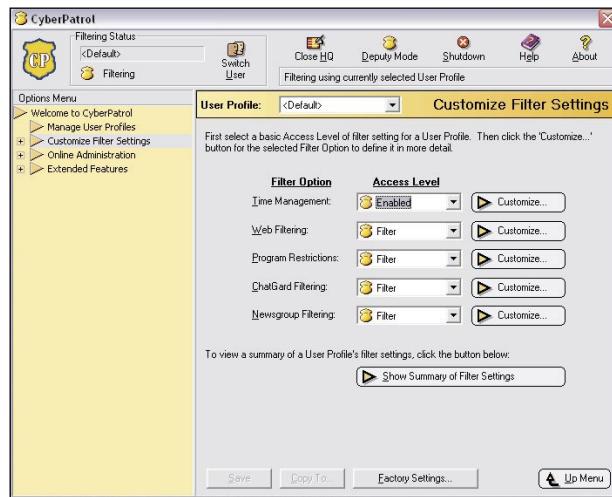 CyberPatrol
Filtering Status
<Default>
Filtering
CP
Switch
User
Close HQ
Deputy Mode
Shutdown
Help
About
Filtering using currently selected User Profile
Options Menu
Welcome to CyberPatrol
Manage User Profiles
Customize Filter Settings
Online Administration
Extended Features
User Profile: <Default> Customize Filter Settings
First select a basic Access Level of filter setting for a User Profile. Then click the 'Customize...'
button for the selected Filter Option to define it in more detail.
Filter Option Access Level
Time Management: Enabled Customize...
Web Filtering: Filter Customize...
Program Restrictions: Filter Customize...
ChatGard Filtering: Filter Customize...
Newsgroup Filtering: Filter Customize...
To view a summary of a User Profile's filter settings, click the button below:
Show Summary of Filter Settings
Save Copy To... Factory Settings... Up Menu